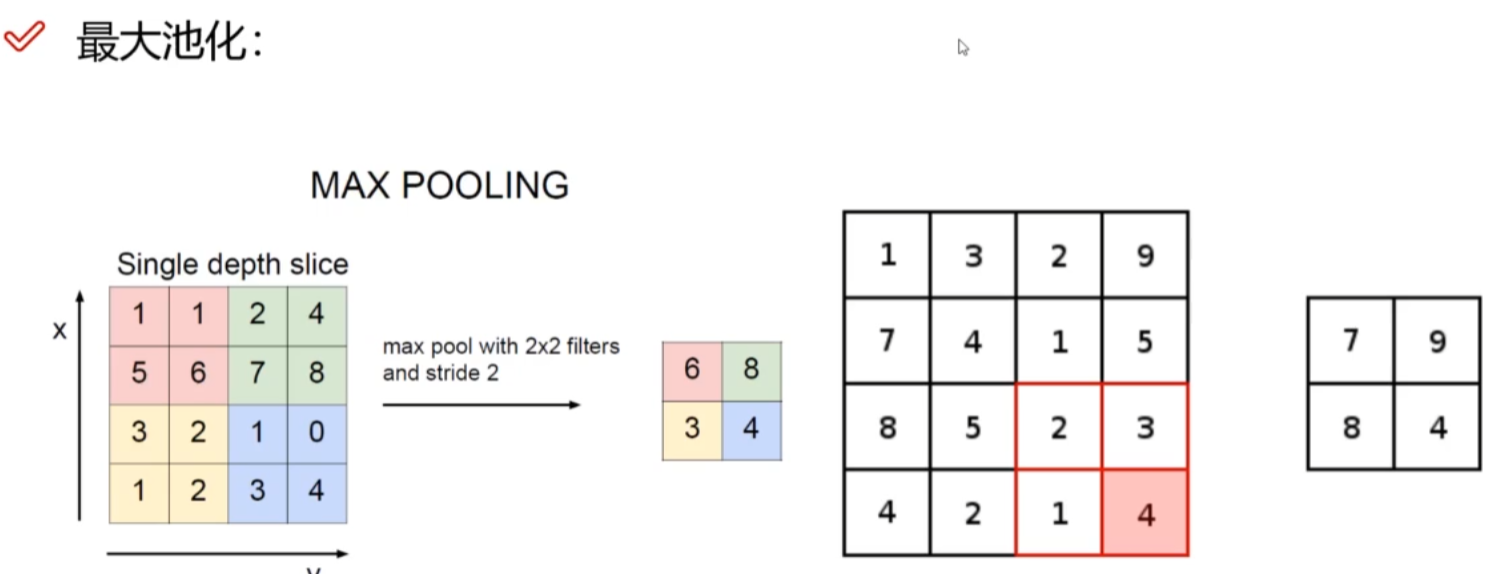 最大池化：
MAX POOLING
Single depth slice
x
1 1 2 4
5 6 7 8
3 2 1 0
1 2 3 4
max pool with 2x2 filters
and stride 2
6 8
3 4
1 3 2 9
7 4 1 5
8 5 2 3
4 2 1 4
7 9
8 4